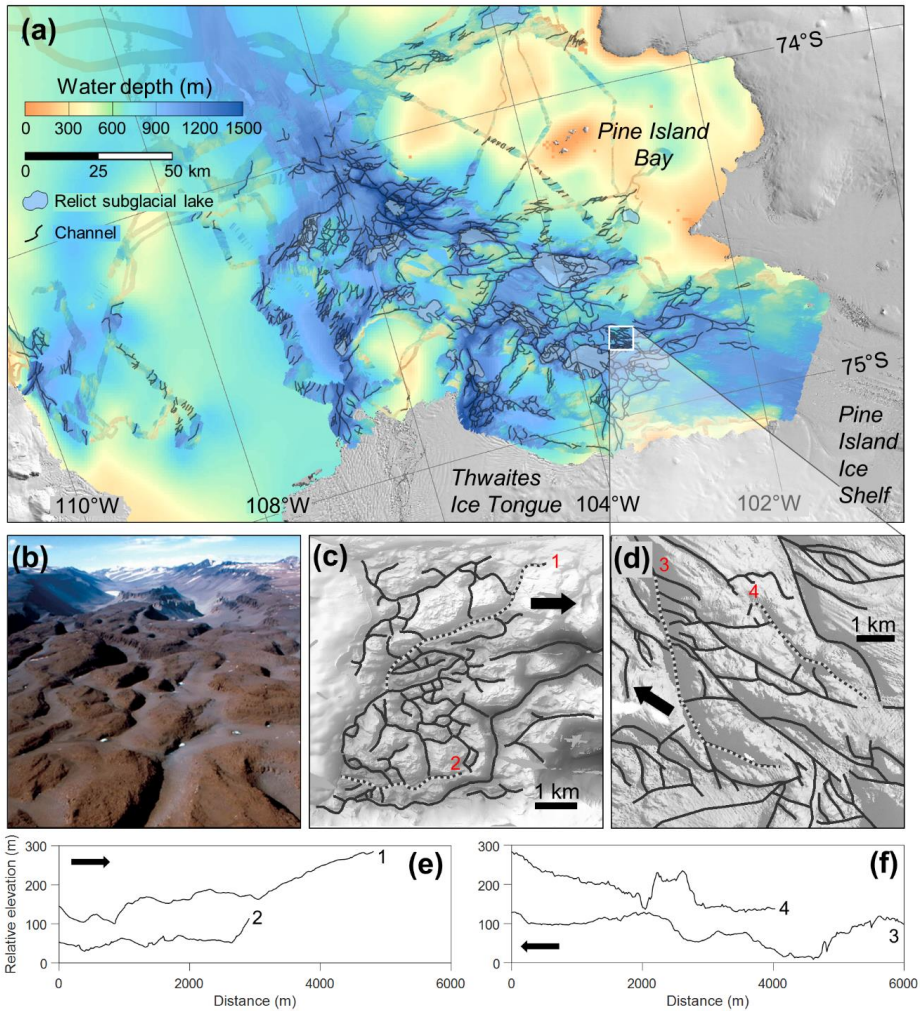 (a)
74°S
Water depth (m)
0 300 600 900 1200 1500
0 25 50 km
Relict subglacial lake
Channel
Pine Island
Bay
75°S
Pine
Island
Ice
Shelf
Thwaites
Ice Tongue
110°W
108°W
104°W
102°W
(b)
(c)
1
2
1 km
(d)
3
4
1 km
Relative elevation (m)
300
200
100
0
(e)
1
2
0 2000 4000 6000
Distance (m)
300
200
100
0
(f)
4
3
0 2000 4000 6000
Distance (m)